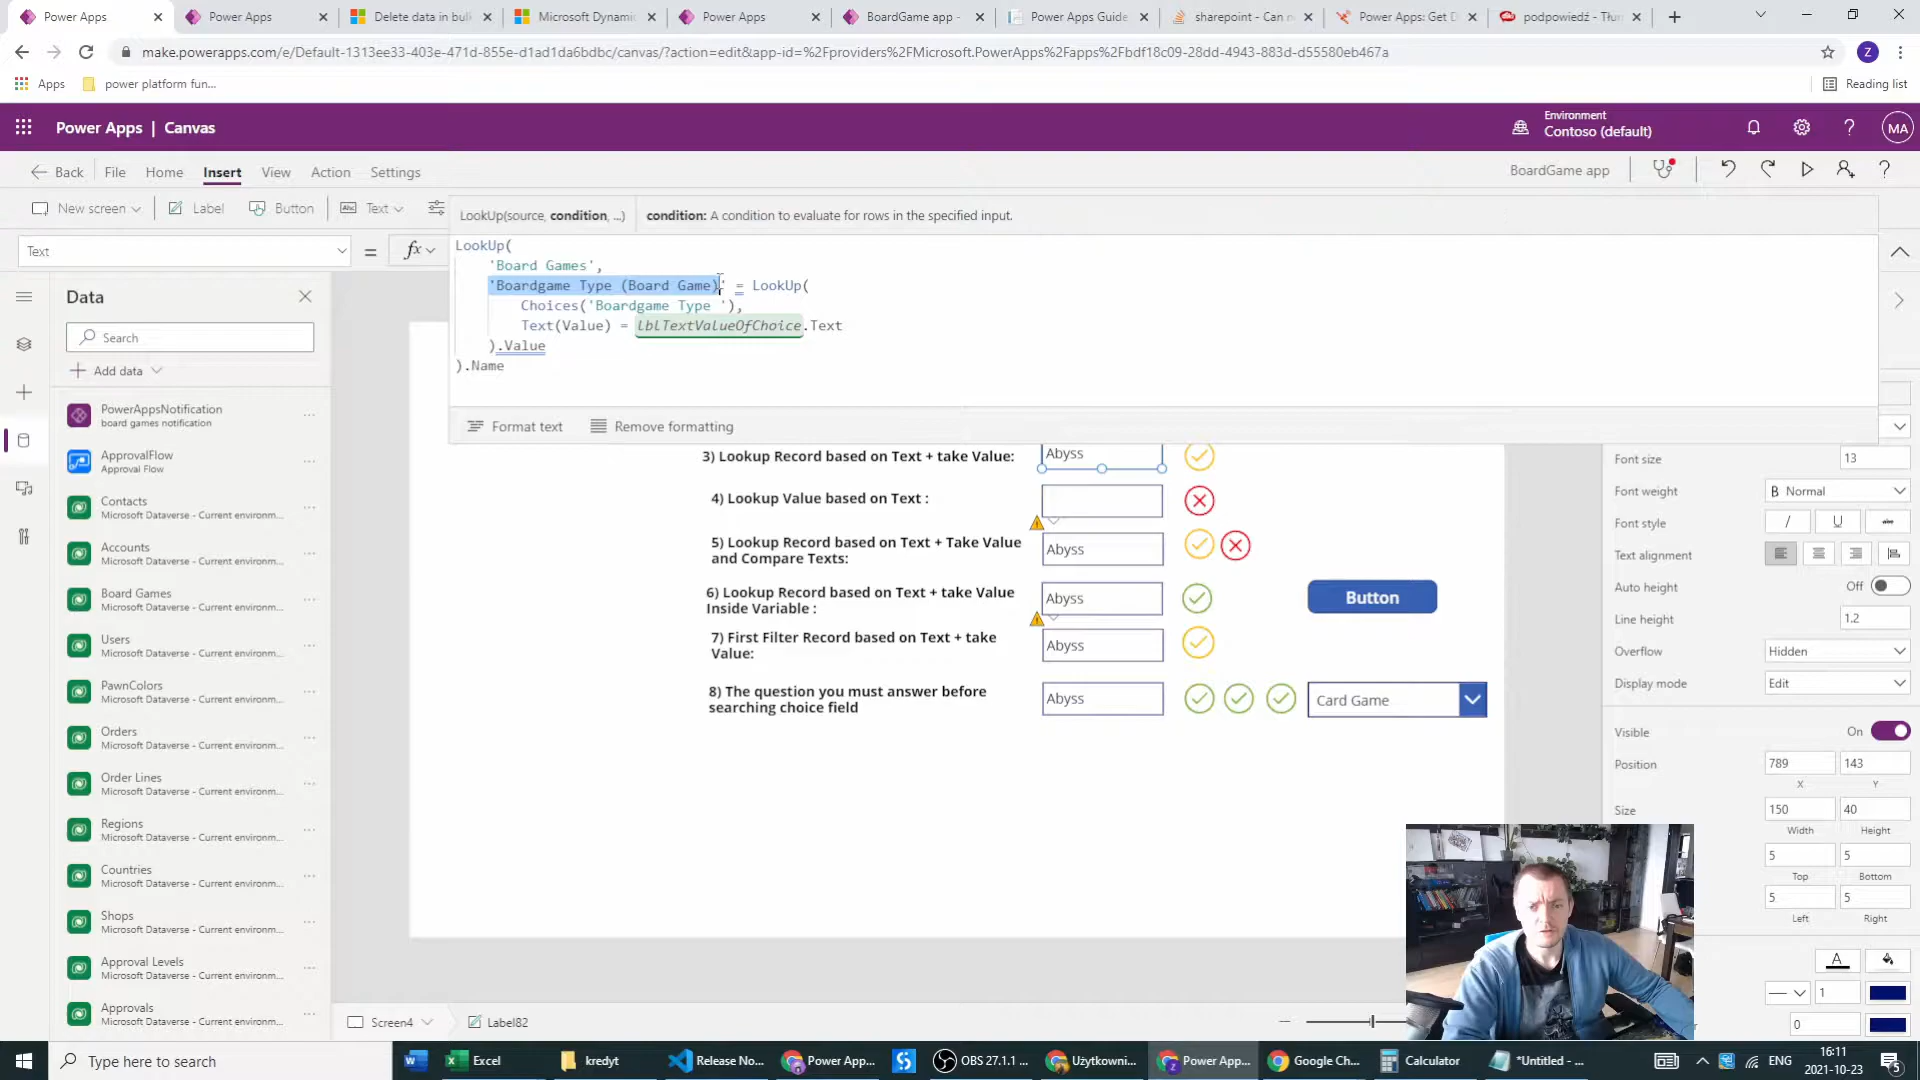 Power Apps
Power Apps
Delete data in bulk
Microsoft Dynami
Power Apps
BoardGame app -
Power Apps Guide
sharepoint - Can n
Power Apps: Get D
podpowiedź - Tłun
make.powerapps.com/e/Default-1313ee33-403e-471d-855e-d1ad1da6bdbc/canvas/?action=edit&app-id=%2Fproviders%2FMicrosoft.PowerApps%2Fapps%2Fbdf18c09-28dd-4943-883d-d55580eb467a
Z
Apps
power platform fun...
Reading list
Power Apps | Canvas
Environment
Contoso (default)
MA
Back
File
Home
Insert
View
Action
Settings
BoardGame app
New screen
Label
Button
Text
LookUp(source, condition, ...)
condition: A condition to evaluate for rows in the specified input.
Text
= fx
LookUp(
'Board Games',
'Boardgame Type (Board Game)' = LookUp(
Choices('Boardgame Type '),
Text(Value) = lblTextValueOfChoice.Text
).Value
).Name
Format text
Remove formatting
Data
Search
Add data
PowerAppsNotification
board games notification
ApprovalFlow
Approval Flow
Contacts
Microsoft Dataverse - Current environm...
Accounts
Microsoft Dataverse - Current environm...
Board Games
Microsoft Dataverse - Current environm...
Users
Microsoft Dataverse - Current environm...
PawnColors
Microsoft Dataverse - Current environm...
Orders
Microsoft Dataverse - Current environm...
Order Lines
Microsoft Dataverse - Current environm...
Regions
Microsoft Dataverse - Current environm...
Countries
Microsoft Dataverse - Current environm...
Shops
Microsoft Dataverse - Current environm...
Approval Levels
Microsoft Dataverse - Current environm...
Approvals
Microsoft Dataverse - Current environm...
3) Lookup Record based on Text + take Value:
Abyss
4) Lookup Value based on Text :
5) Lookup Record based on Text + Take Value
and Compare Texts:
Abyss
6) Lookup Record based on Text + take Value
Inside Variable :
Abyss
Button
7) First Filter Record based on Text + take
Value:
Abyss
8) The question you must answer before
searching choice field
Abyss
Card Game
Font size
13
Font weight
B Normal
Font style
/ U abc
Text alignment
Auto height
Off
Line height
1.2
Overflow
Hidden
Display mode
Edit
Visible
On
Position
789
143
X
Y
Size
150
40
Width
Height
5
5
Top
Bottom
5
5
Left
Right
A
1
0
Screen4
Label82
Type here to search
Excel
kredyt
Release No...
Power App...
OBS 27.1.1 ...
Użytkowni...
Power App...
Google Ch...
Calculator
*Untitled - ...
ENG
16:11
2021-10-23
5